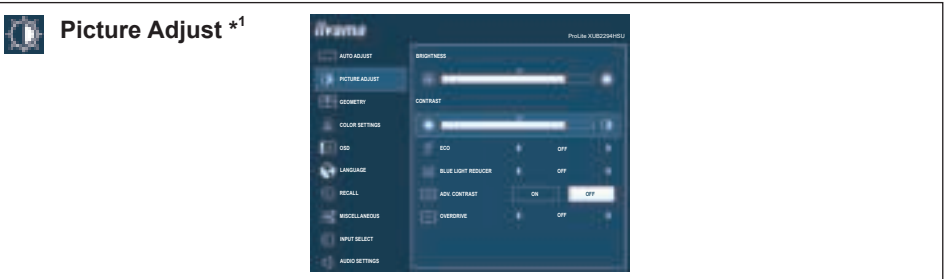 Picture Adjust *1
iiyama
ProLite XUB2294HSU
AUTO ADJUST
PICTURE ADJUST
GEOMETRY
COLOR SETTINGS
OSD
LANGUAGE
RECALL
MISCELLANEOUS
INPUT SELECT
AUDIO SETTINGS
BRIGHTNESS
CONTRAST
ECO OFF
BLUE LIGHT REDUCER OFF
ADV. CONTRAST ON OFF
OVERDRIVE OFF